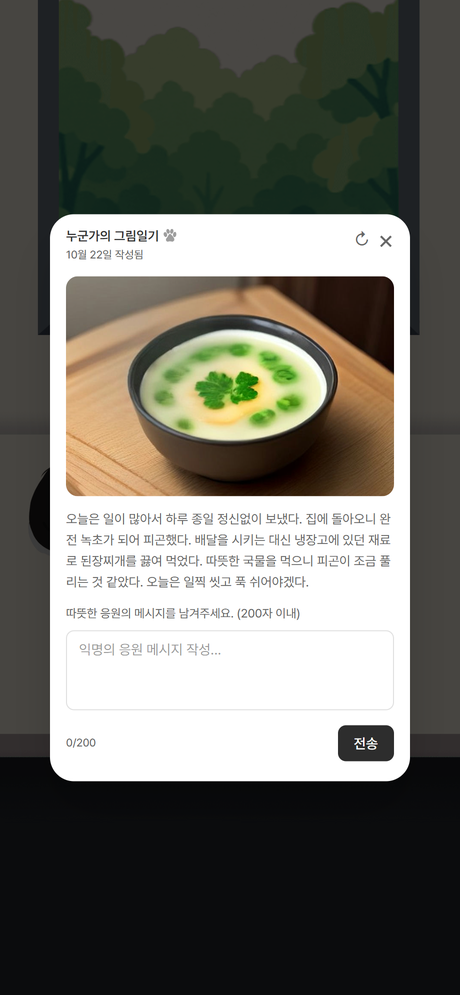 누군가의 그림일기
10월 22일 작성됨
오늘은 일이 많아서 하루 종일 정신없이 보냈다. 집에 돌아오니 완
전 녹초가 되어 피곤했다. 배달을 시키는 대신 냉장고에 있던 재료
로 된장찌개를 끓여 먹었다. 따뜻한 국물을 먹으니 피곤이 조금 풀
리는 것 같았다. 오늘은 일찍 씻고 푹 쉬어야겠다.
따뜻한 응원의 메시지를 남겨주세요. (200자 이내)
익명의 응원 메시지 작성...
0/200
전송